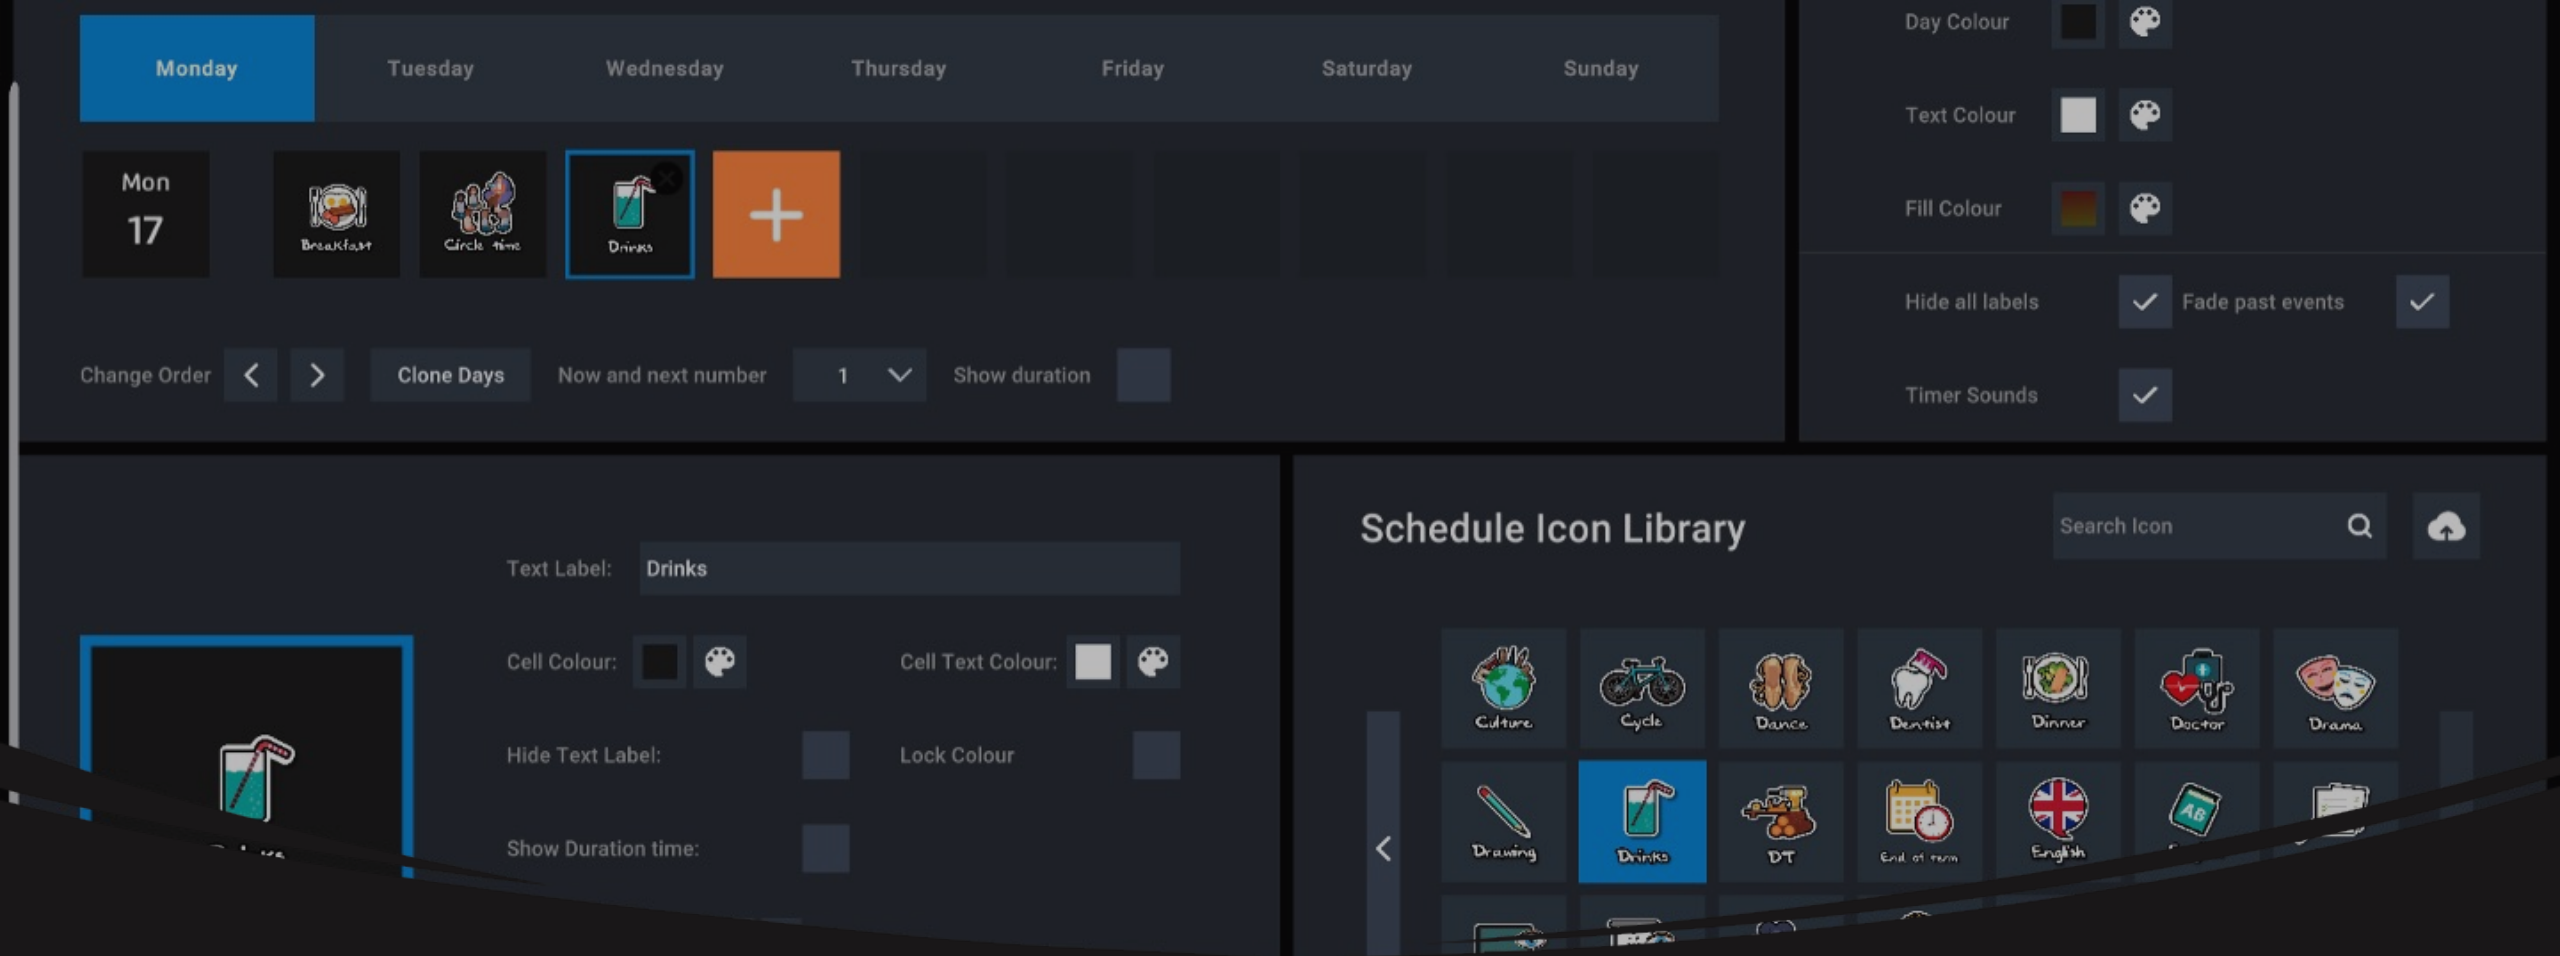 Monday Tuesday Wednesday Thursday Friday Saturday Sunday
Mon
17
Breakfast Circle time Drinks
Change Order Clone Days Now and next number 1 Show duration
Day Colour
Text Colour
Fill Colour
Hide all labels Fade past events
Timer Sounds
Text Label: Drinks
Cell Colour: Cell Text Colour:
Hide Text Label: Lock Colour
Show Duration time:
Schedule Icon Library Search Icon
Culture Cycle Dance Dentist Dinner Doctor Drama
AB
Drawing Drinks DT End of term English